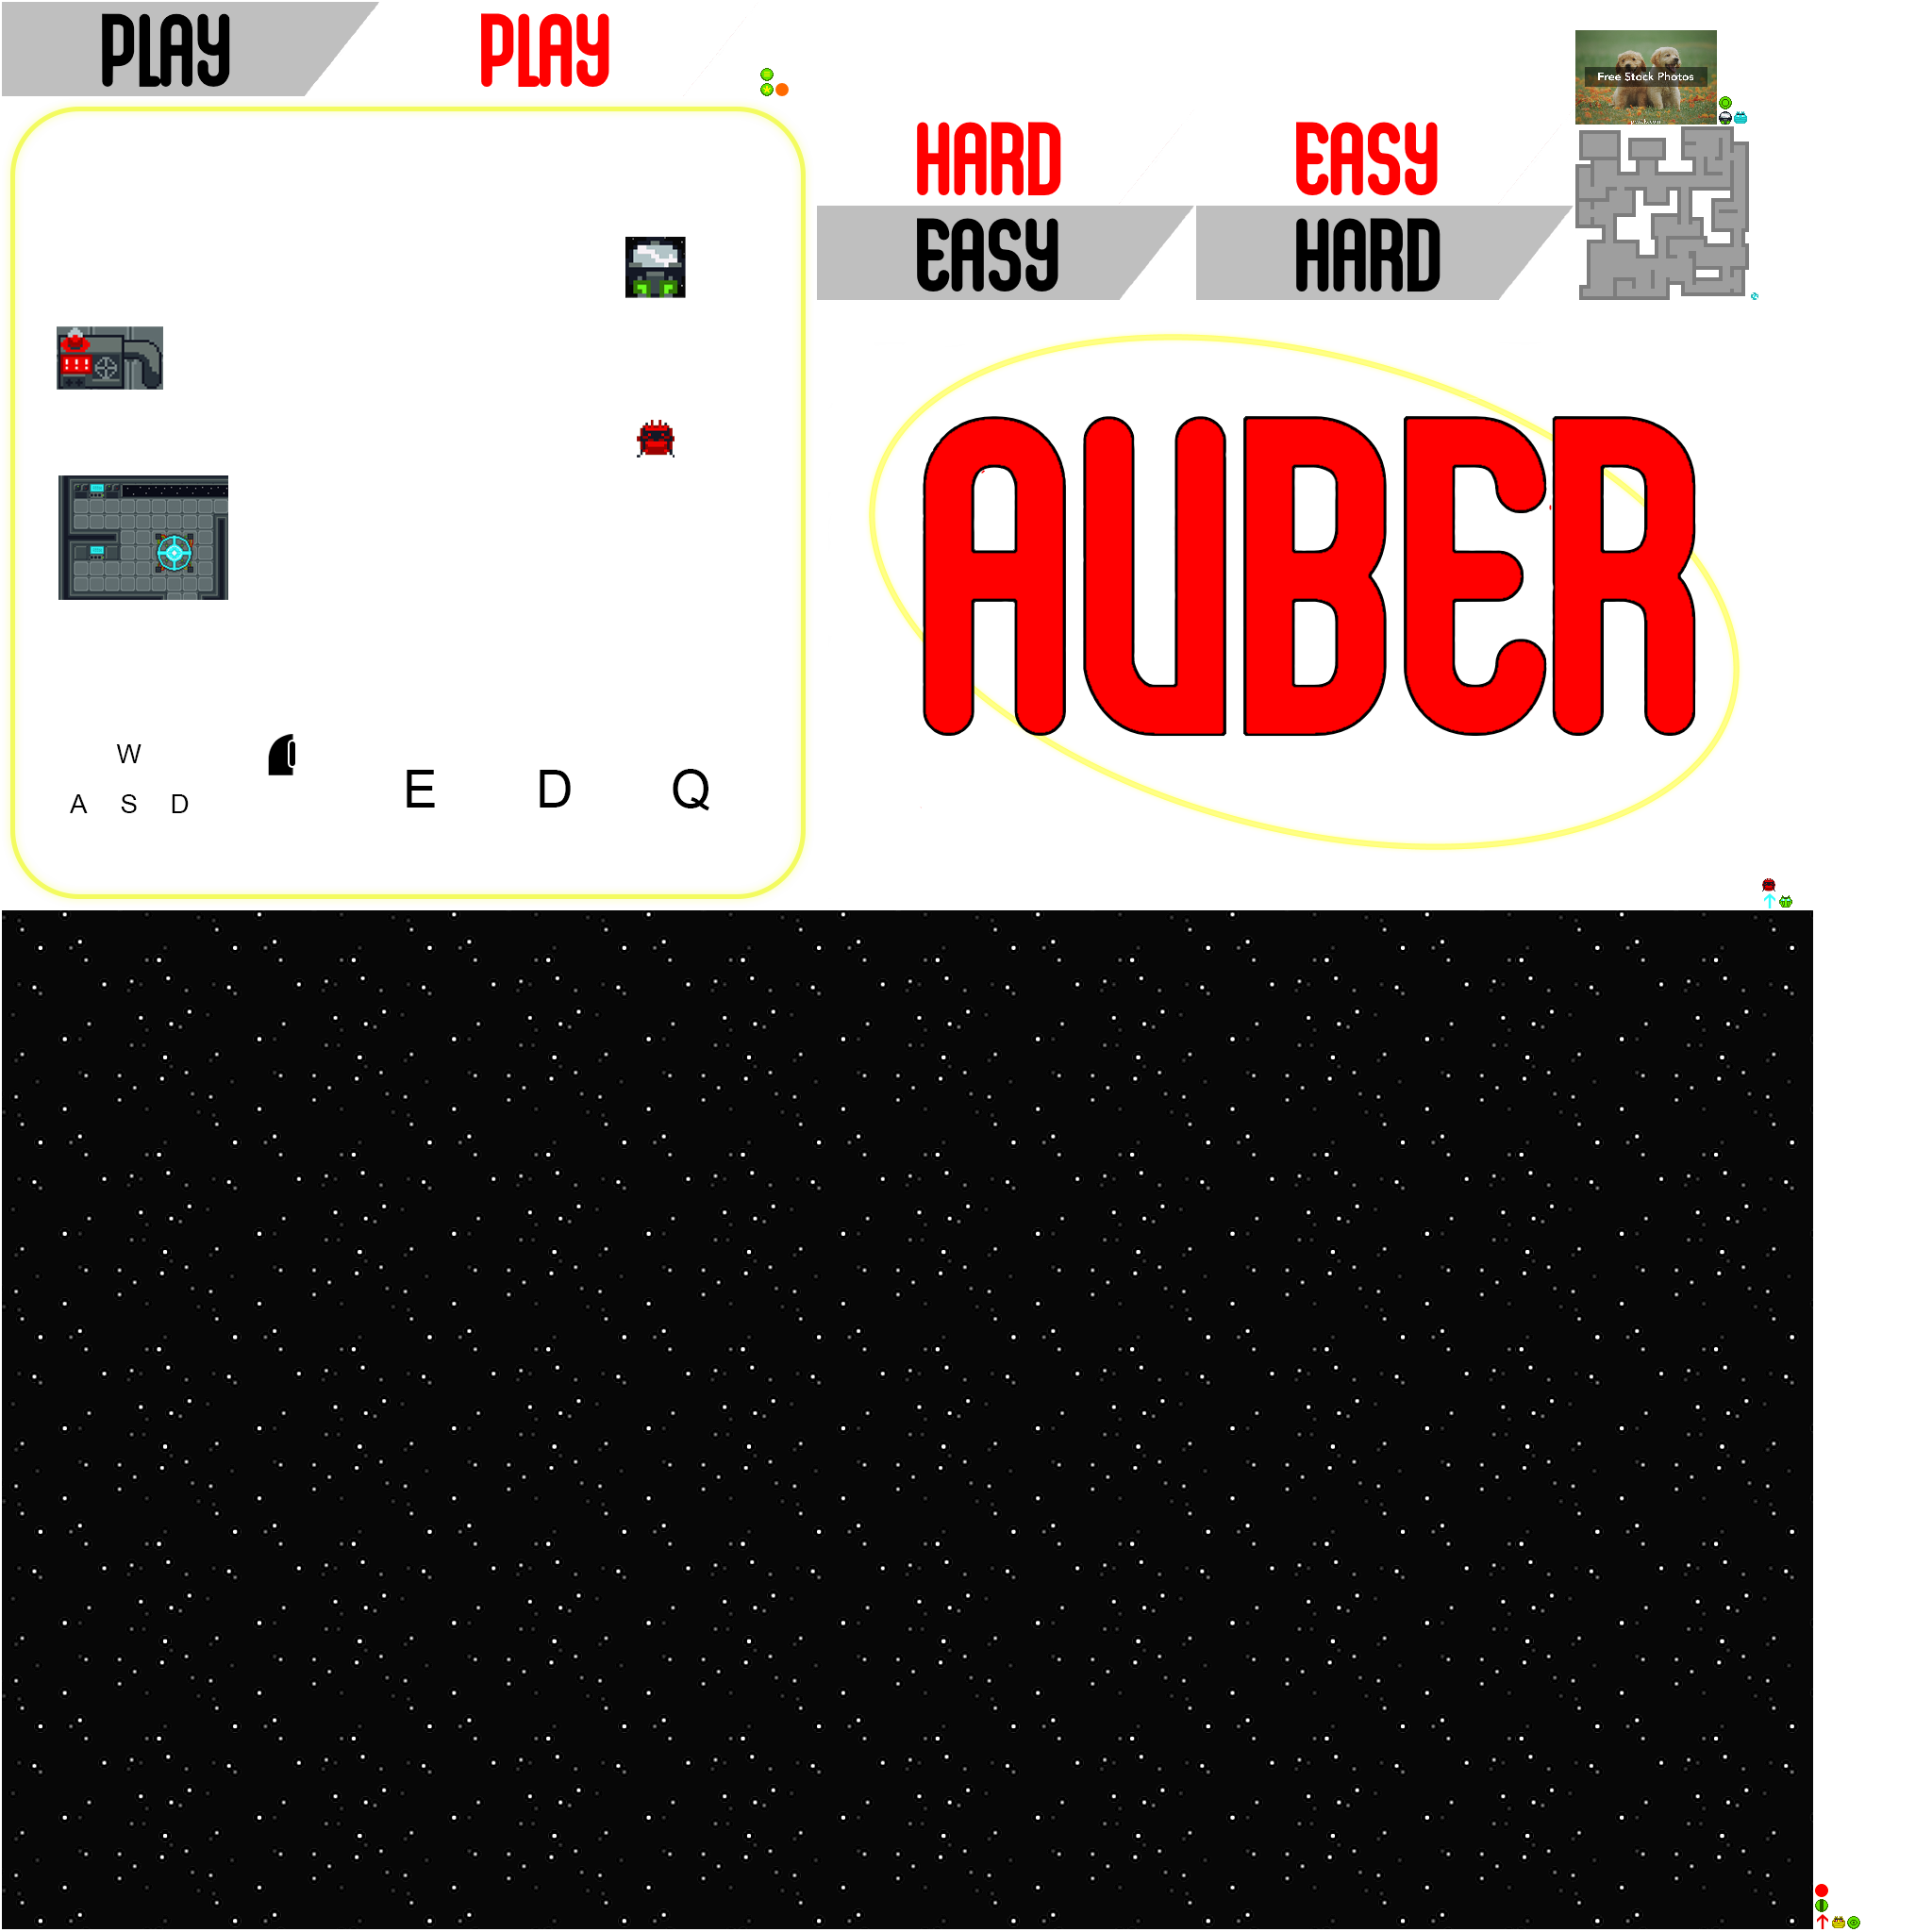 PLAY
PLAY
Free Stock Photos
HARD
EASY
EASY
HARD
AUBER
W
A S D
E D Q